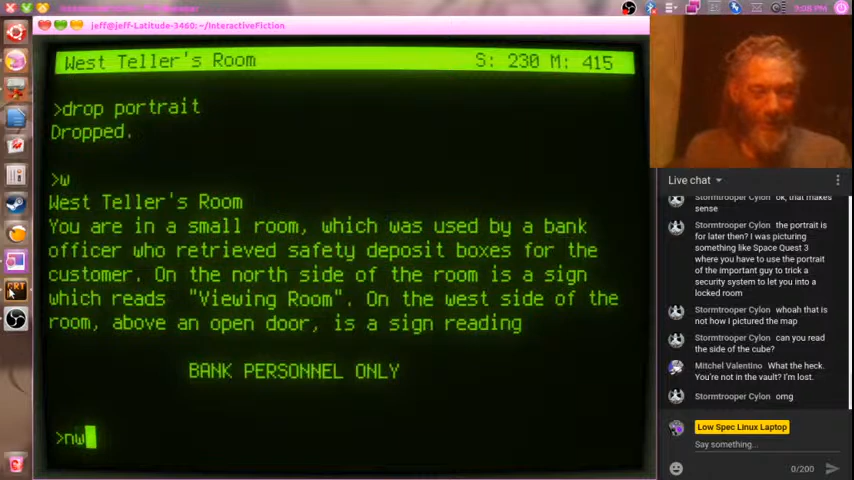 3:08 PM
jeff@jeff-Latitude-3460: ~/InteractiveFiction
West Teller's Room S: 230 M: 415
>drop portrait
Dropped.
>w
West Teller's Room
You are in a small room, which was used by a bank
officer who retrieved safety deposit boxes for the
customer. On the north side of the room is a sign
which reads "Viewing Room". On the west side of the
room, above an open door, is a sign reading
BANK PERSONNEL ONLY
>nw
CRT
Live chat
Stormtrooper Cylon ok, that makes
sense
Stormtrooper Cylon the portrait is
for later then? I was picturing
something like Space Quest 3
where you have to use the portrait
of the important guy to trick a
security system to let you into a
locked room
Stormtrooper Cylon whoah that is
not how I pictured the map
Stormtrooper Cylon can you read
the side of the cube?
Mitchel Valentino What the heck.
You're not in the vault? I'm lost.
Stormtrooper Cylon omg
Low Spec Linux Laptop
Say something...
0/200